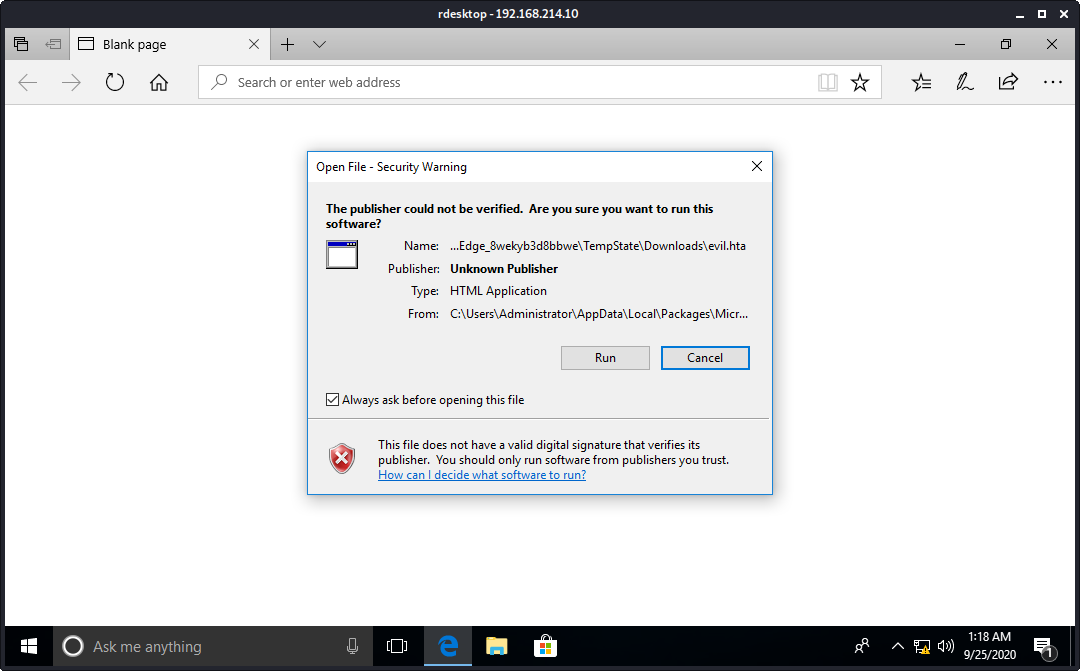 rdesktop - 192.168.214.10
Blank page
Search or enter web address
Open File - Security Warning
The publisher could not be verified.  Are you sure you want to run this
software?
Name: ...Edge_8wekyb3d8bbwe\TempState\Downloads\evil.hta
Publisher: Unknown Publisher
Type: HTML Application
From: C:\Users\Administrator\AppData\Local\Packages\Micr...
Run
Cancel
Always ask before opening this file
This file does not have a valid digital signature that verifies its
publisher.  You should only run software from publishers you trust.
How can I decide what software to run?
Ask me anything
1:18 AM
9/25/2020
1